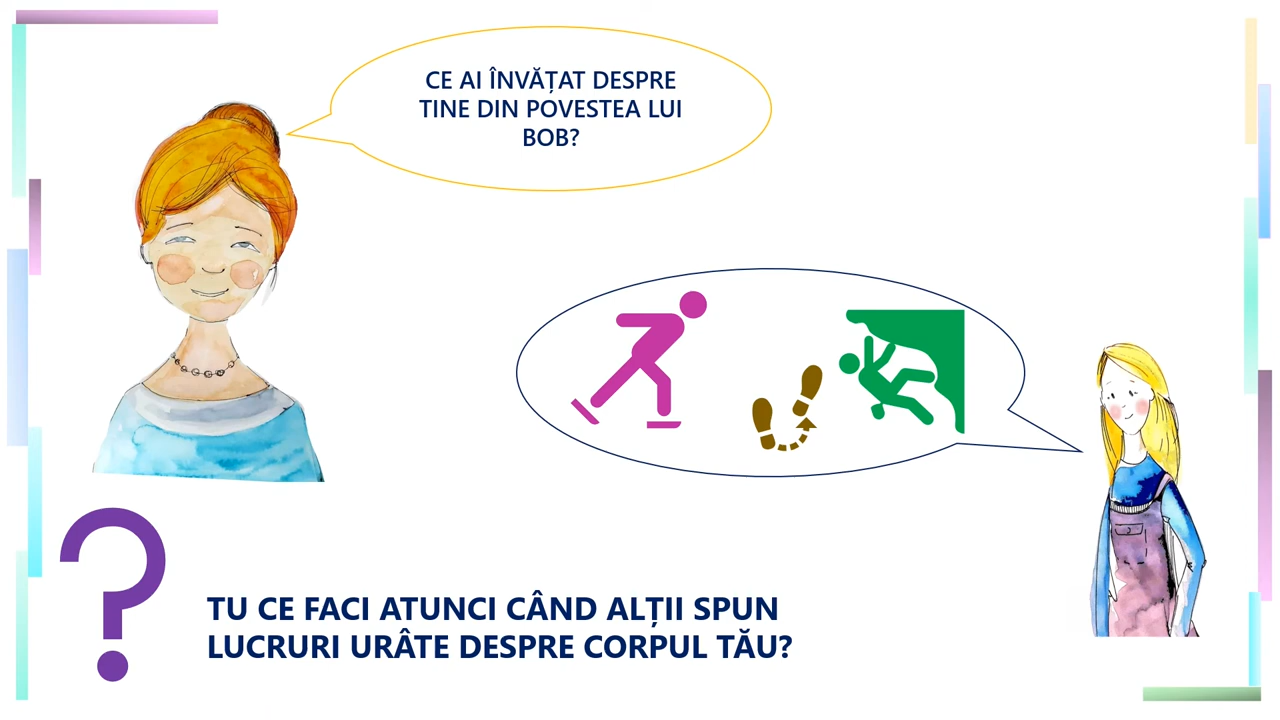 CE AI ÎNVĂȚAT DESPRE
TINE DIN POVESTEA LUI
BOB?
?
TU CE FACI ATUNCI CÂND ALȚII SPUN
LUCRURI URÂTE DESPRE CORPUL TĂU?